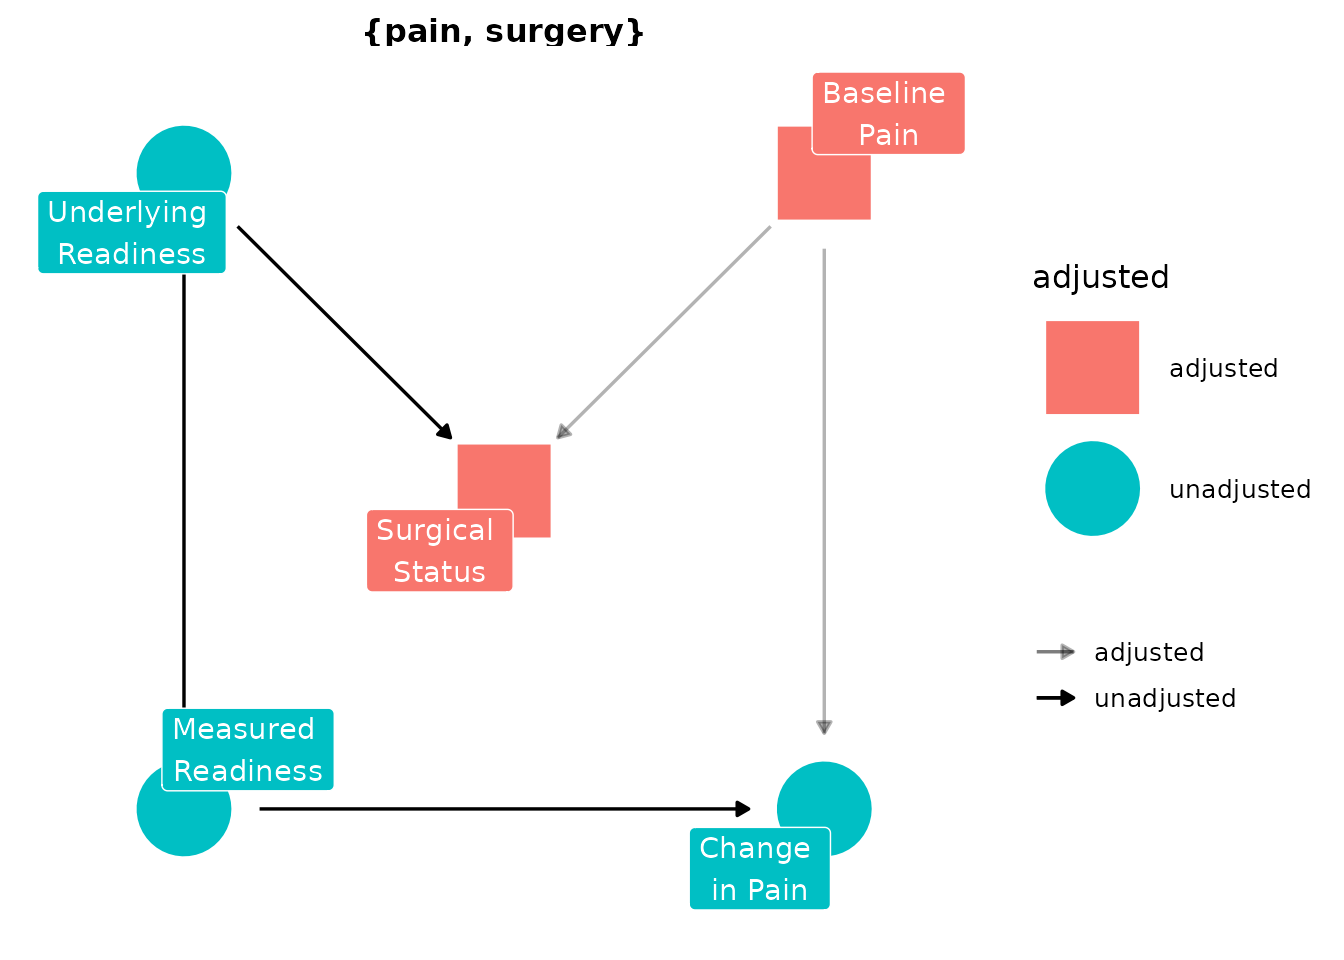 {pain, surgery}
Baseline
Pain
Underlying
Readiness
Surgical
Status
Measured
Readiness
Change
in Pain
adjusted
adjusted
unadjusted
adjusted
unadjusted